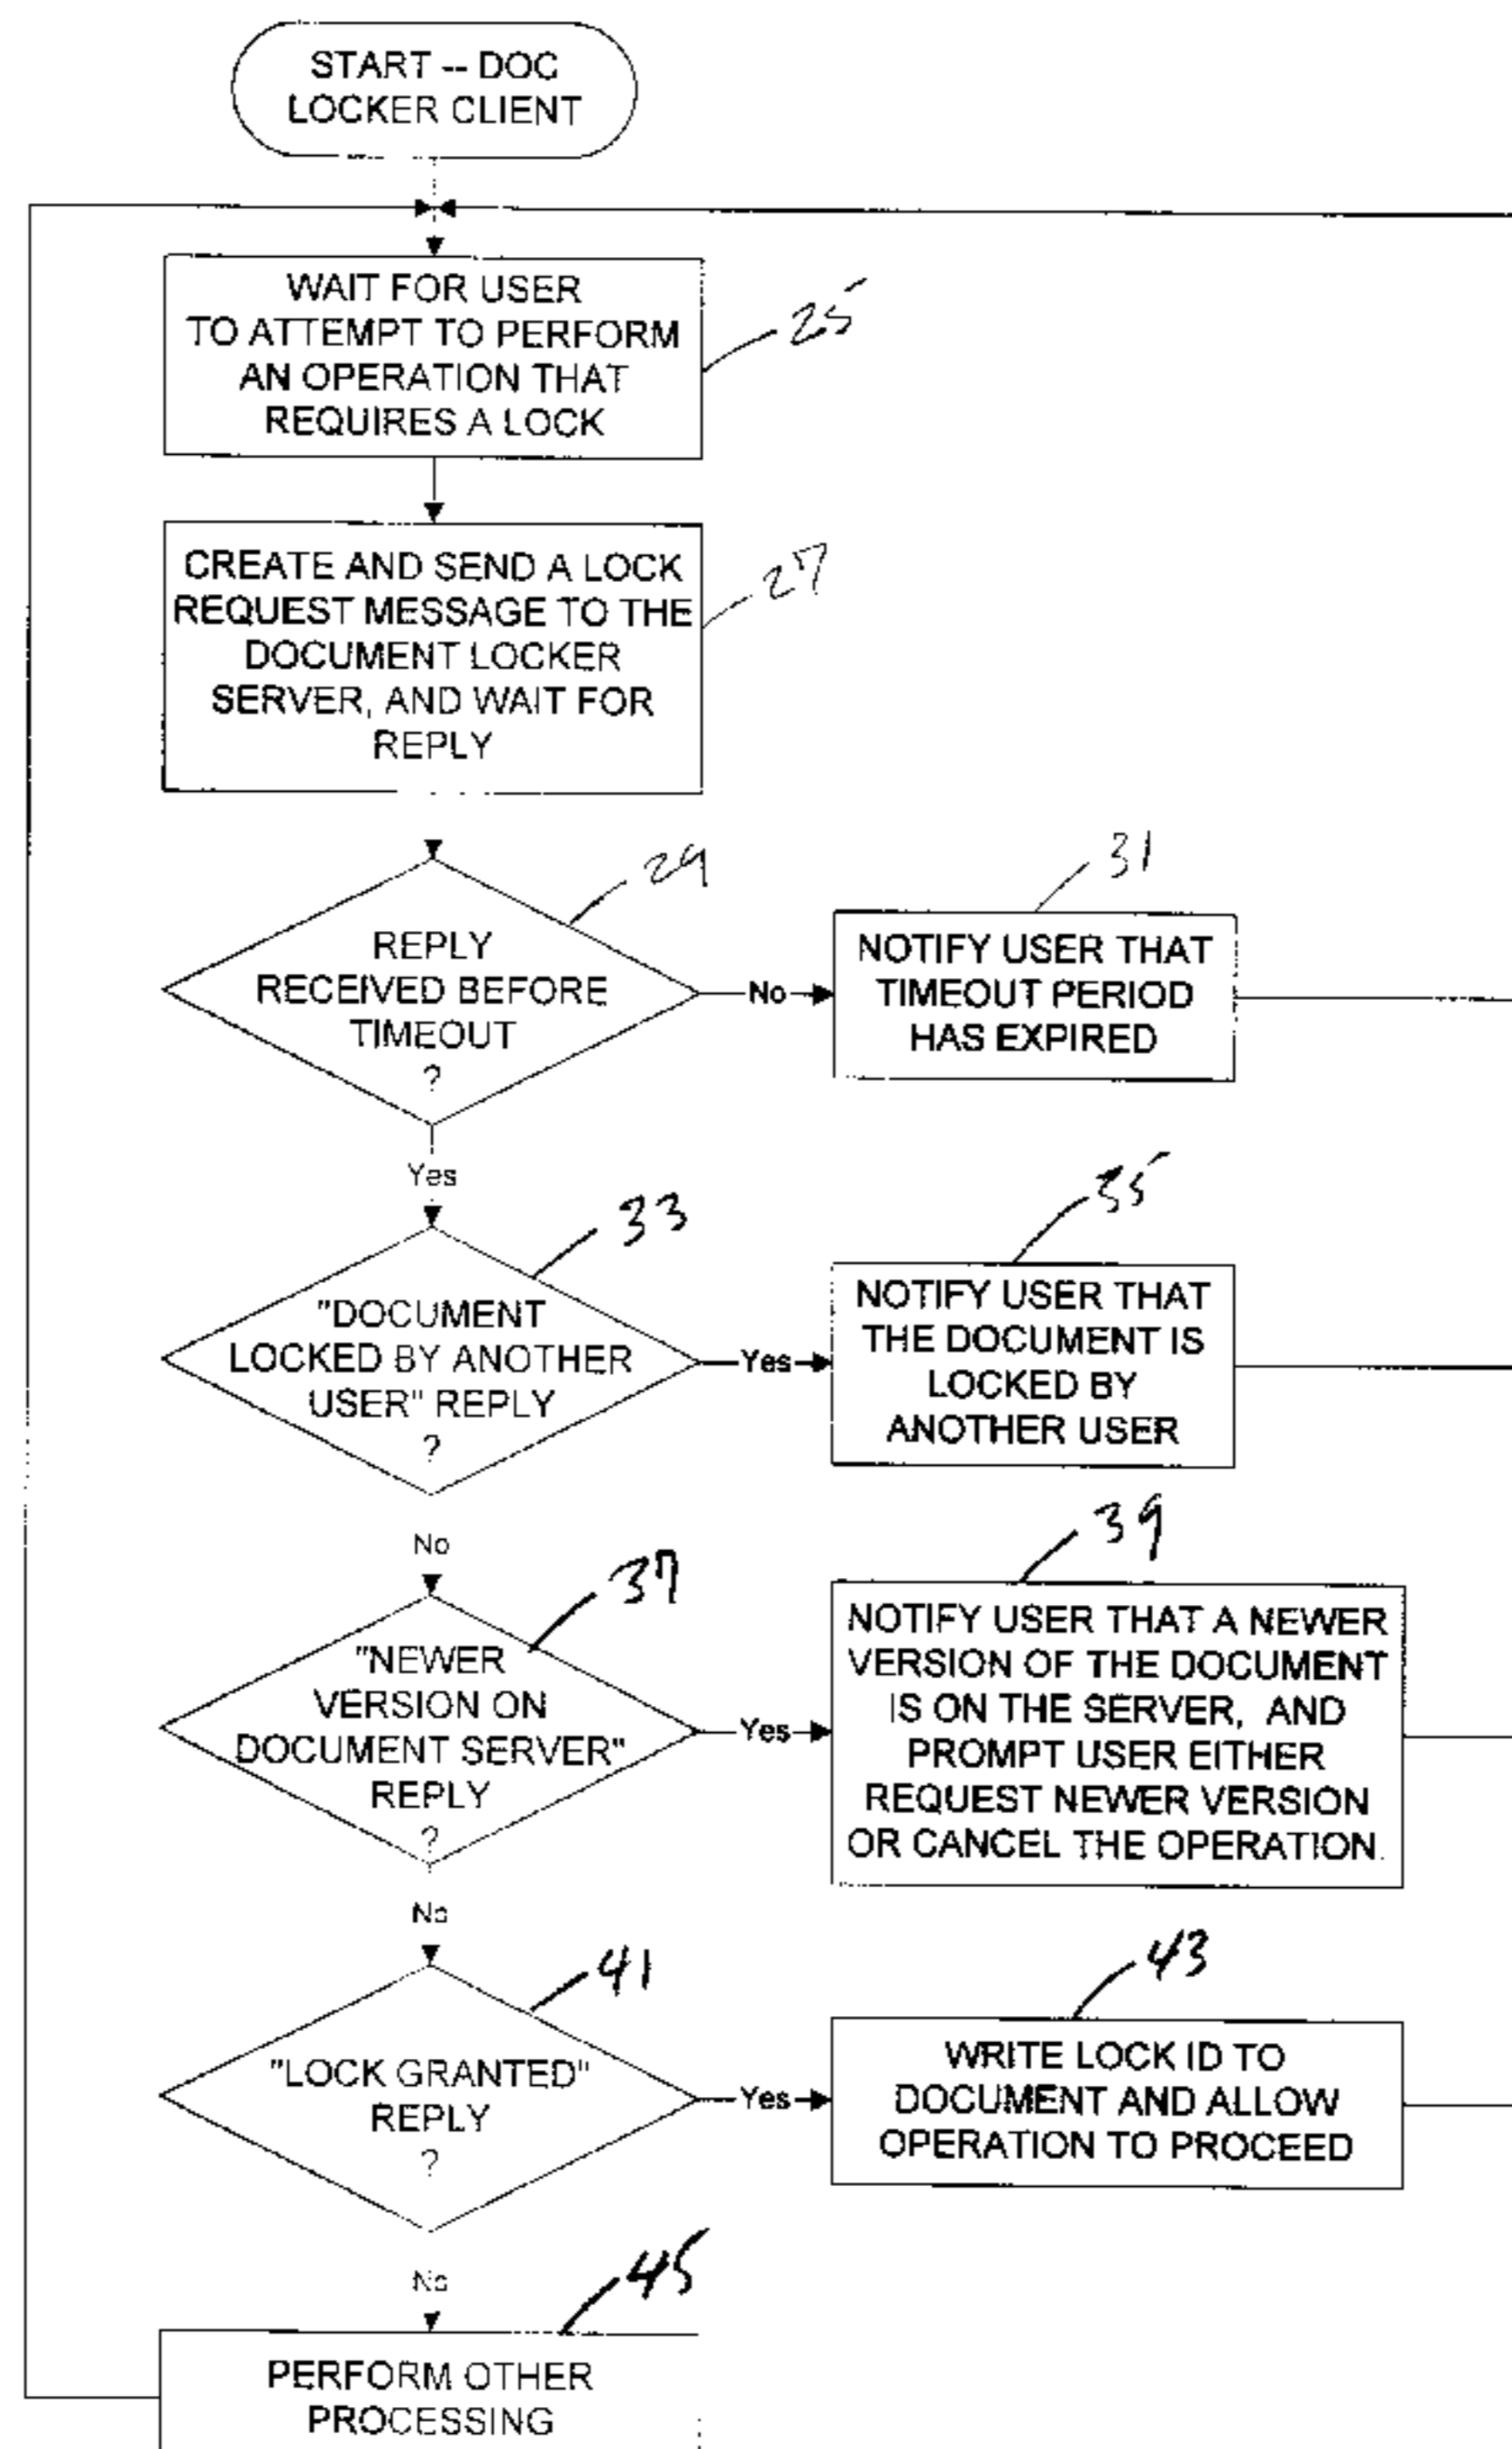 START -- DOC
LOCKER CLIENT
WAIT FOR USER
TO ATTEMPT TO PERFORM
AN OPERATION THAT
REQUIRES A LOCK
25
CREATE AND SEND A LOCK
REQUEST MESSAGE TO THE
DOCUMENT LOCKER
SERVER, AND WAIT FOR
REPLY
27
REPLY
RECEIVED BEFORE
TIMEOUT
?
29
No
NOTIFY USER THAT
TIMEOUT PERIOD
HAS EXPIRED
31
Yes
"DOCUMENT
LOCKED BY ANOTHER
USER" REPLY
?
33
Yes
NOTIFY USER THAT
THE DOCUMENT IS
LOCKED BY
ANOTHER USER
35
No
"NEWER
VERSION ON
DOCUMENT SERVER"
REPLY
?
37
Yes
NOTIFY USER THAT A NEWER
VERSION OF THE DOCUMENT
IS ON THE SERVER, AND
PROMPT USER EITHER
REQUEST NEWER VERSION
OR CANCEL THE OPERATION.
39
No
"LOCK GRANTED"
REPLY
?
41
Yes
WRITE LOCK ID TO
DOCUMENT AND ALLOW
OPERATION TO PROCEED
43
No
PERFORM OTHER
PROCESSING
45